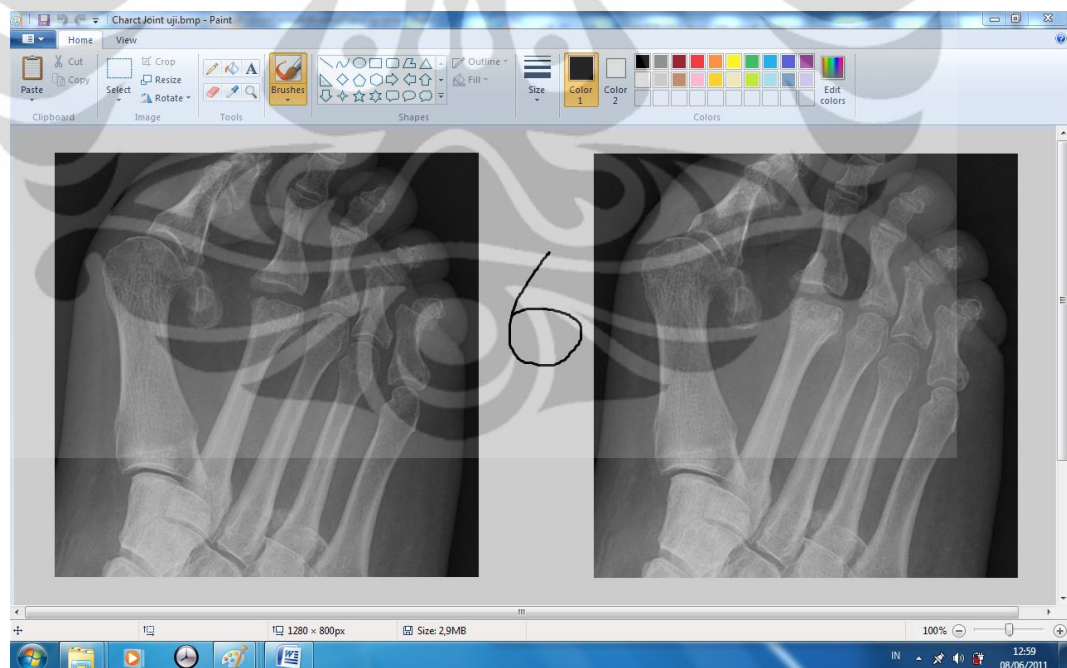 Charct Joint uji.bmp - Paint
Home View
Paste
Cut
Copy
Clipboard
Select
Crop
Resize
Rotate
Image
A
Tools
Brushes
Outline
Fill
Shapes
Size
Color 1
Color 2
Edit colors
Colors
6
1280 × 800px
Size: 2,9MB
100%
IN
12:59
08/06/2011